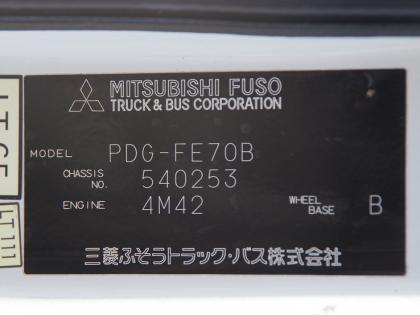 MITSUBISHI FUSO
TRUCK & BUS CORPORATION
MODEL PDG-FE70B
CHASSIS NO. 540253
ENGINE 4M42 WHEEL BASE B
三菱ふそうトラック・バス株式会社